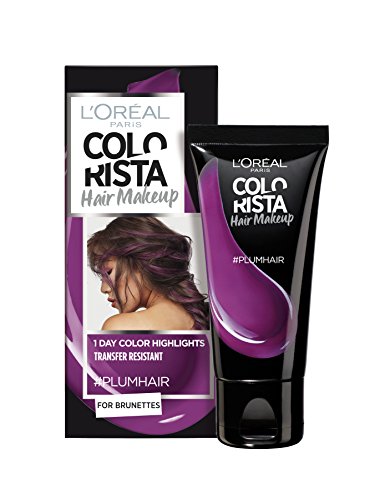 L'ORÉAL
PARIS
COLO
RISTA
Hair Makeup
1 DAY COLOR HIGHLIGHTS
TRANSFER RESISTANT
#PLUMHAIR
FOR BRUNETTES
L'ORÉAL
PARIS
COLO
RISTA
Hair Makeup
#PLUMHAIR